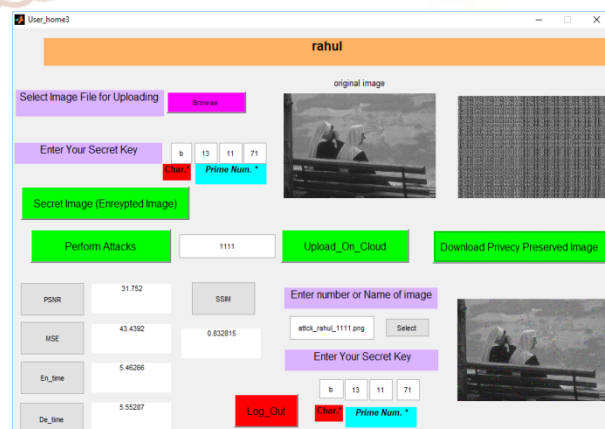 User_home3
rahul
original image
Select Image File for Uploading
Browse
Enter Your Secret Key
b 13 11 71
Char.* Prime Num. *
Secret Image (Enreypted Image)
Perform Attacks
1111
Upload_On_Cloud
Download Privecy Preserved Image
PSNR
31.752
SSIM
0.832815
MSE
43.4392
En_time
5.46266
De_time
5.55287
Enter number or Name of image
attck_rahul_1111.png
Select
Enter Your Secret Key
b 13 11 71
Char.* Prime Num. *
Log_Out